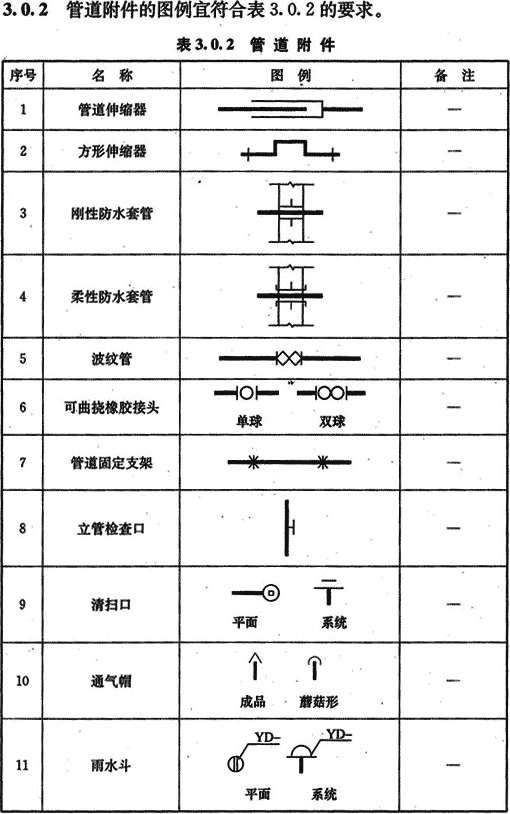 3.0.2 管道附件的图例宜符合表3.0.2的要求。
表3.0.2 管道附件
序号 名称 图例 备注
1 管道伸缩器 —
2 方形伸缩器 —
3 刚性防水套管 —
4 柔性防水套管 —
5 波纹管 —
6 可曲挠橡胶接头 单球 双球 —
7 管道固定支架 —
8 立管检查口 —
9 清扫口 平面 系统 —
10 通气帽 成品 蘑菇形 —
YD- YD-
11 雨水斗 —
平面 系统